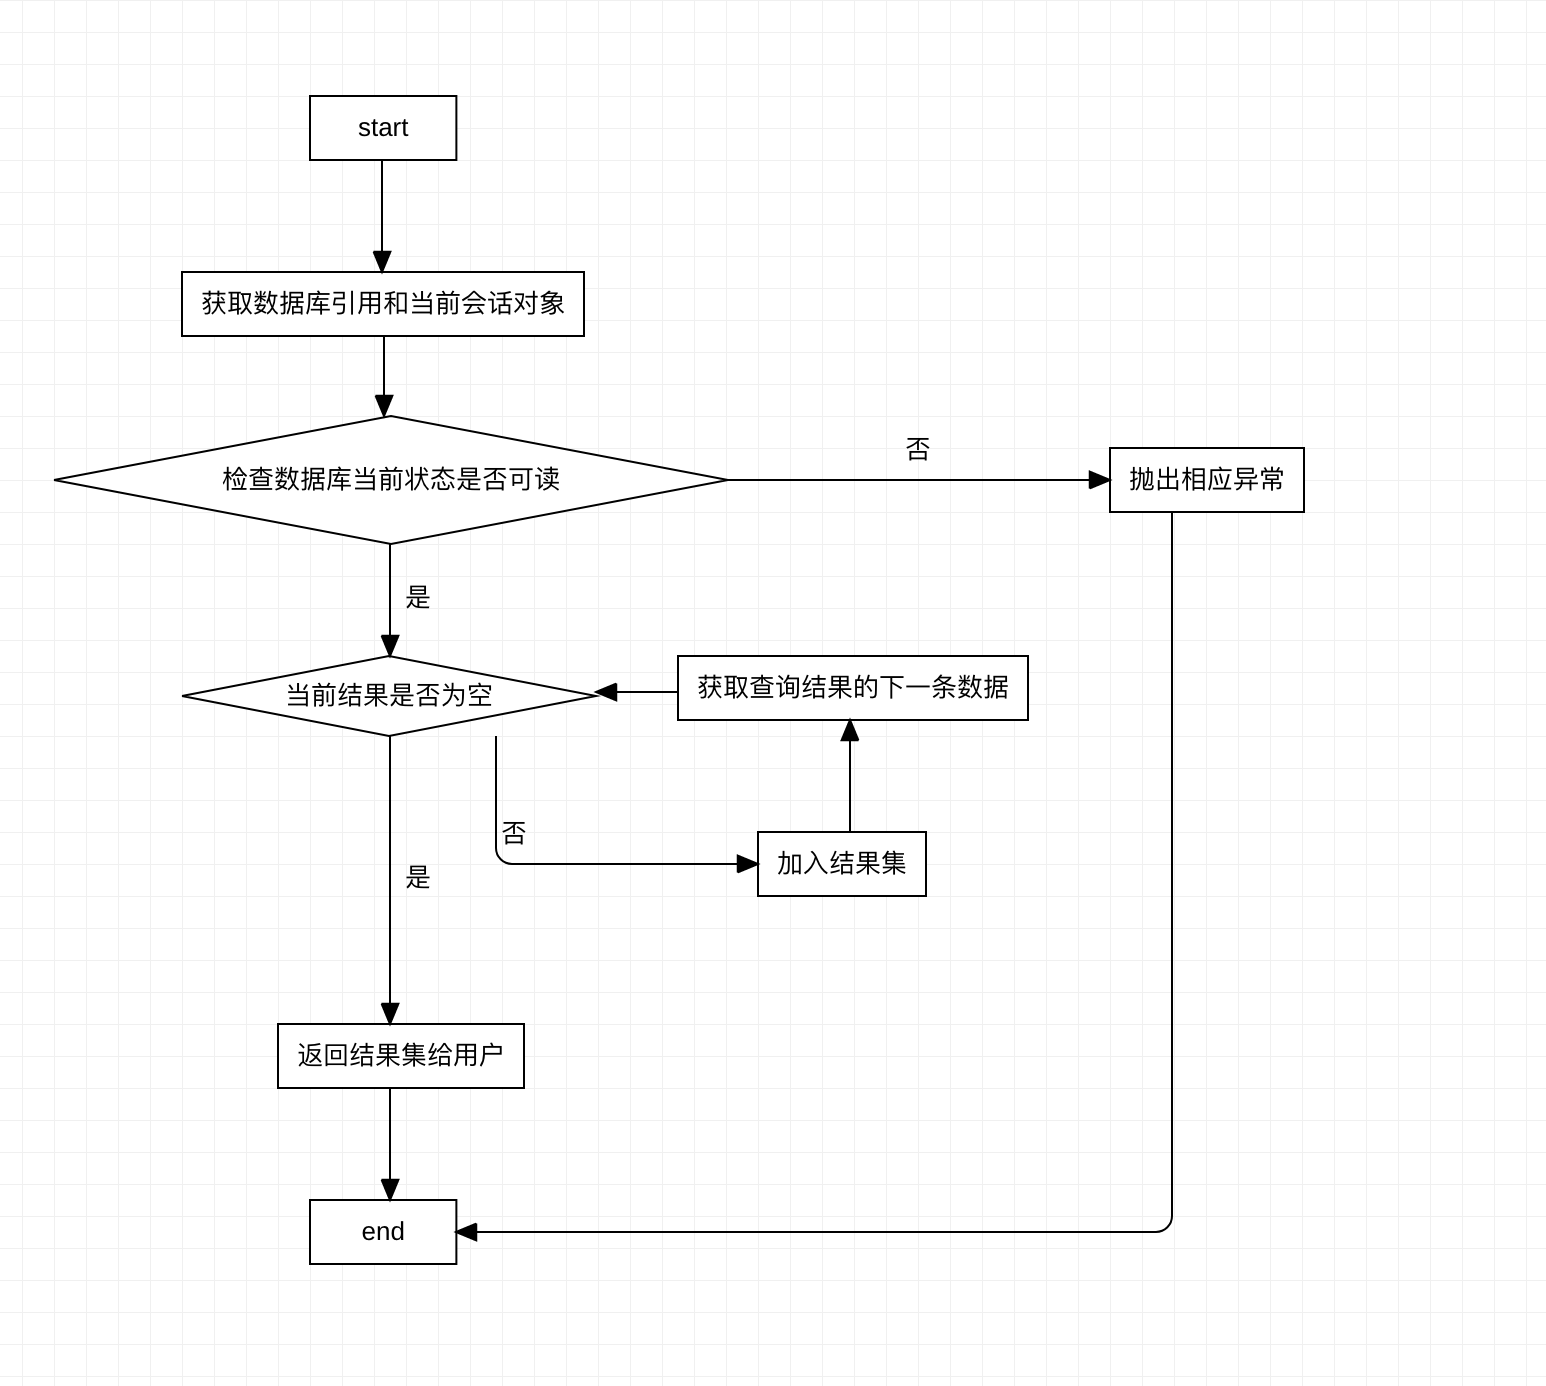 start
获取数据库引用和当前会话对象
检查数据库当前状态是否可读
否
抛出相应异常
是
当前结果是否为空
获取查询结果的下一条数据
否
加入结果集
是
返回结果集给用户
end